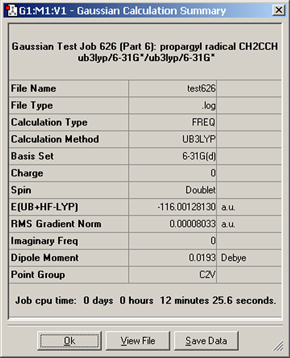 G1:M1:V1 - Gaussian Calculation Summary
Gaussian Test Job 626 (Part 6): propargyl radical CH2CCH
ub3lyp/6-31G*/ub3lyp/6-31G*
File Name test626
File Type .log
Calculation Type FREQ
Calculation Method UB3LYP
Basis Set 6-31G(d)
Charge 0
Spin Doublet
E(UB+HF-LYP) -116.00128130 a.u.
RMS Gradient Norm 0.00008033 a.u.
Imaginary Freq 0
Dipole Moment 0.0193 Debye
Point Group C2V
Job cpu time: 0 days 0 hours 12 minutes 25.6 seconds.
Ok View File Save Data